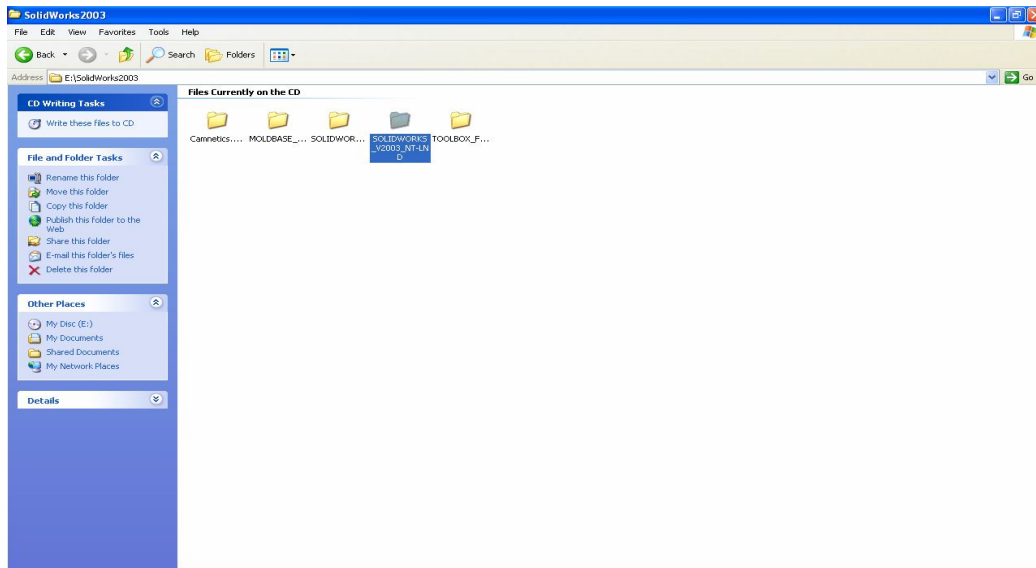 SolidWorks2003
File Edit View Favorites Tools Help
Back Search Folders
Address E:\SolidWorks2003 Go
CD Writing Tasks
Write these files to CD
File and Folder Tasks
Rename this folder
Move this folder
Copy this folder
Publish this folder to the
Web
Share this folder
E-mail this folder's files
Delete this folder
Other Places
My Disc (E:)
My Documents
Shared Documents
My Network Places
Details
Files Currently on the CD
Camnetics.... MOLDBASE_... SOLIDWOR... SOLIDWORKS TOOLBOX_F...
_V2003_NT-LN
D